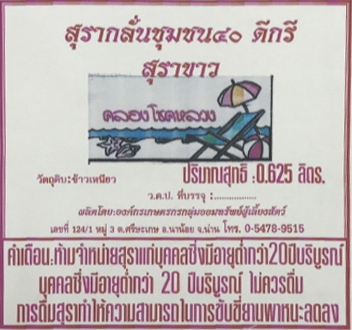 สุรากลั่นชุมชน๔๐ ดีกรี
สุราขาว
คลองโชคหลวง
วัตถุดิบ:ข้าวเหนียว
ปริมาณสุทธิ :0.625 ลิตร.
ว.ด.ป. ที่บรรจุ :................
ผลิตโดย:องค์กรเกษตรกรกลุ่มออมทรัพย์ผู้เลี้ยงสัตว์
เลขที่ 124/1 หมู่ 3 ต.ศรีษะเกษ อ.นาน้อย จ.น่าน โทร. 0-5478-9515
คำเตือน:ห้ามจำหน่ายสุราแก่บุคคลซึ่งมีอายุต่ำกว่า20ปีบริบูรณ์
บุคคลซึ่งมีอายุต่ำกว่า 20 ปีบริบูรณ์ ไม่ควรดื่ม
การดื่มสุราทำให้ความสามารถในการขับขี่ยานพาหนะลดลง